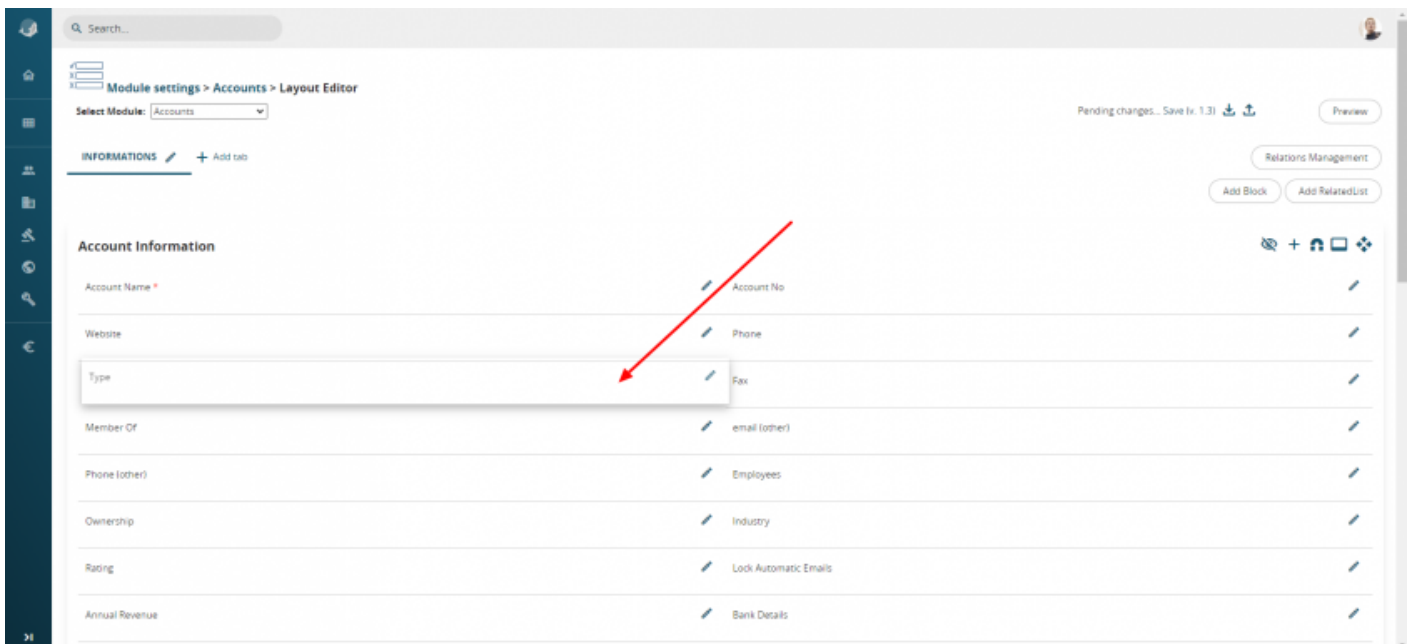 Search...
Module settings > Accounts > Layout Editor
Select Module: Accounts
Pending changes... Save (v. 1.3)
Preview
INFORMATIONS
Add tab
Relations Management
Add Block
Add RelatedList
Account Information
Account Name *
Account No
Website
Phone
Type
Fax
Member Of
email (other)
Phone (other)
Employees
Ownership
Industry
Rating
Lock Automatic Emails
Annual Revenue
Bank Details